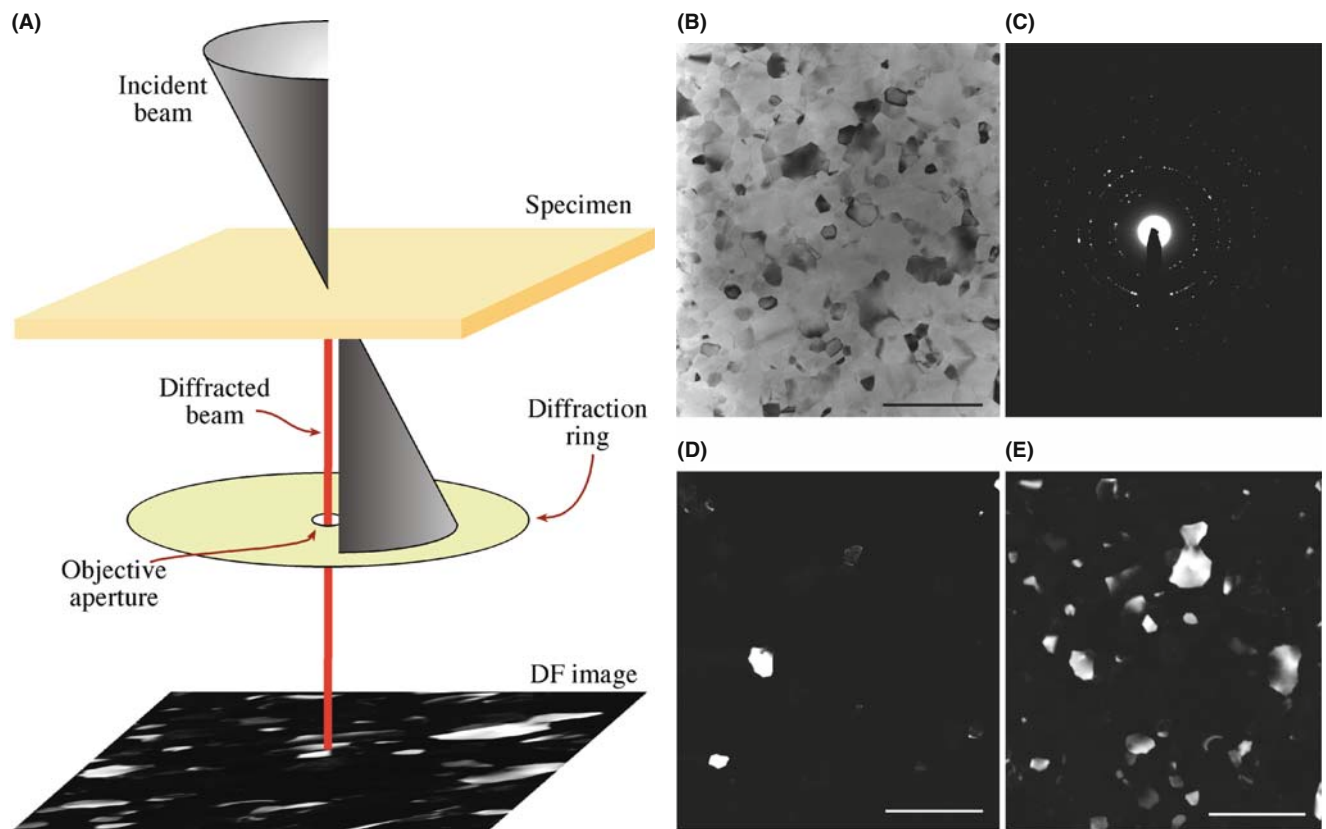 (A)
Incident
beam
Specimen
Diffracted
beam
Diffraction
ring
Objective
aperture
DF image
(B)
(C)
(D)
(E)